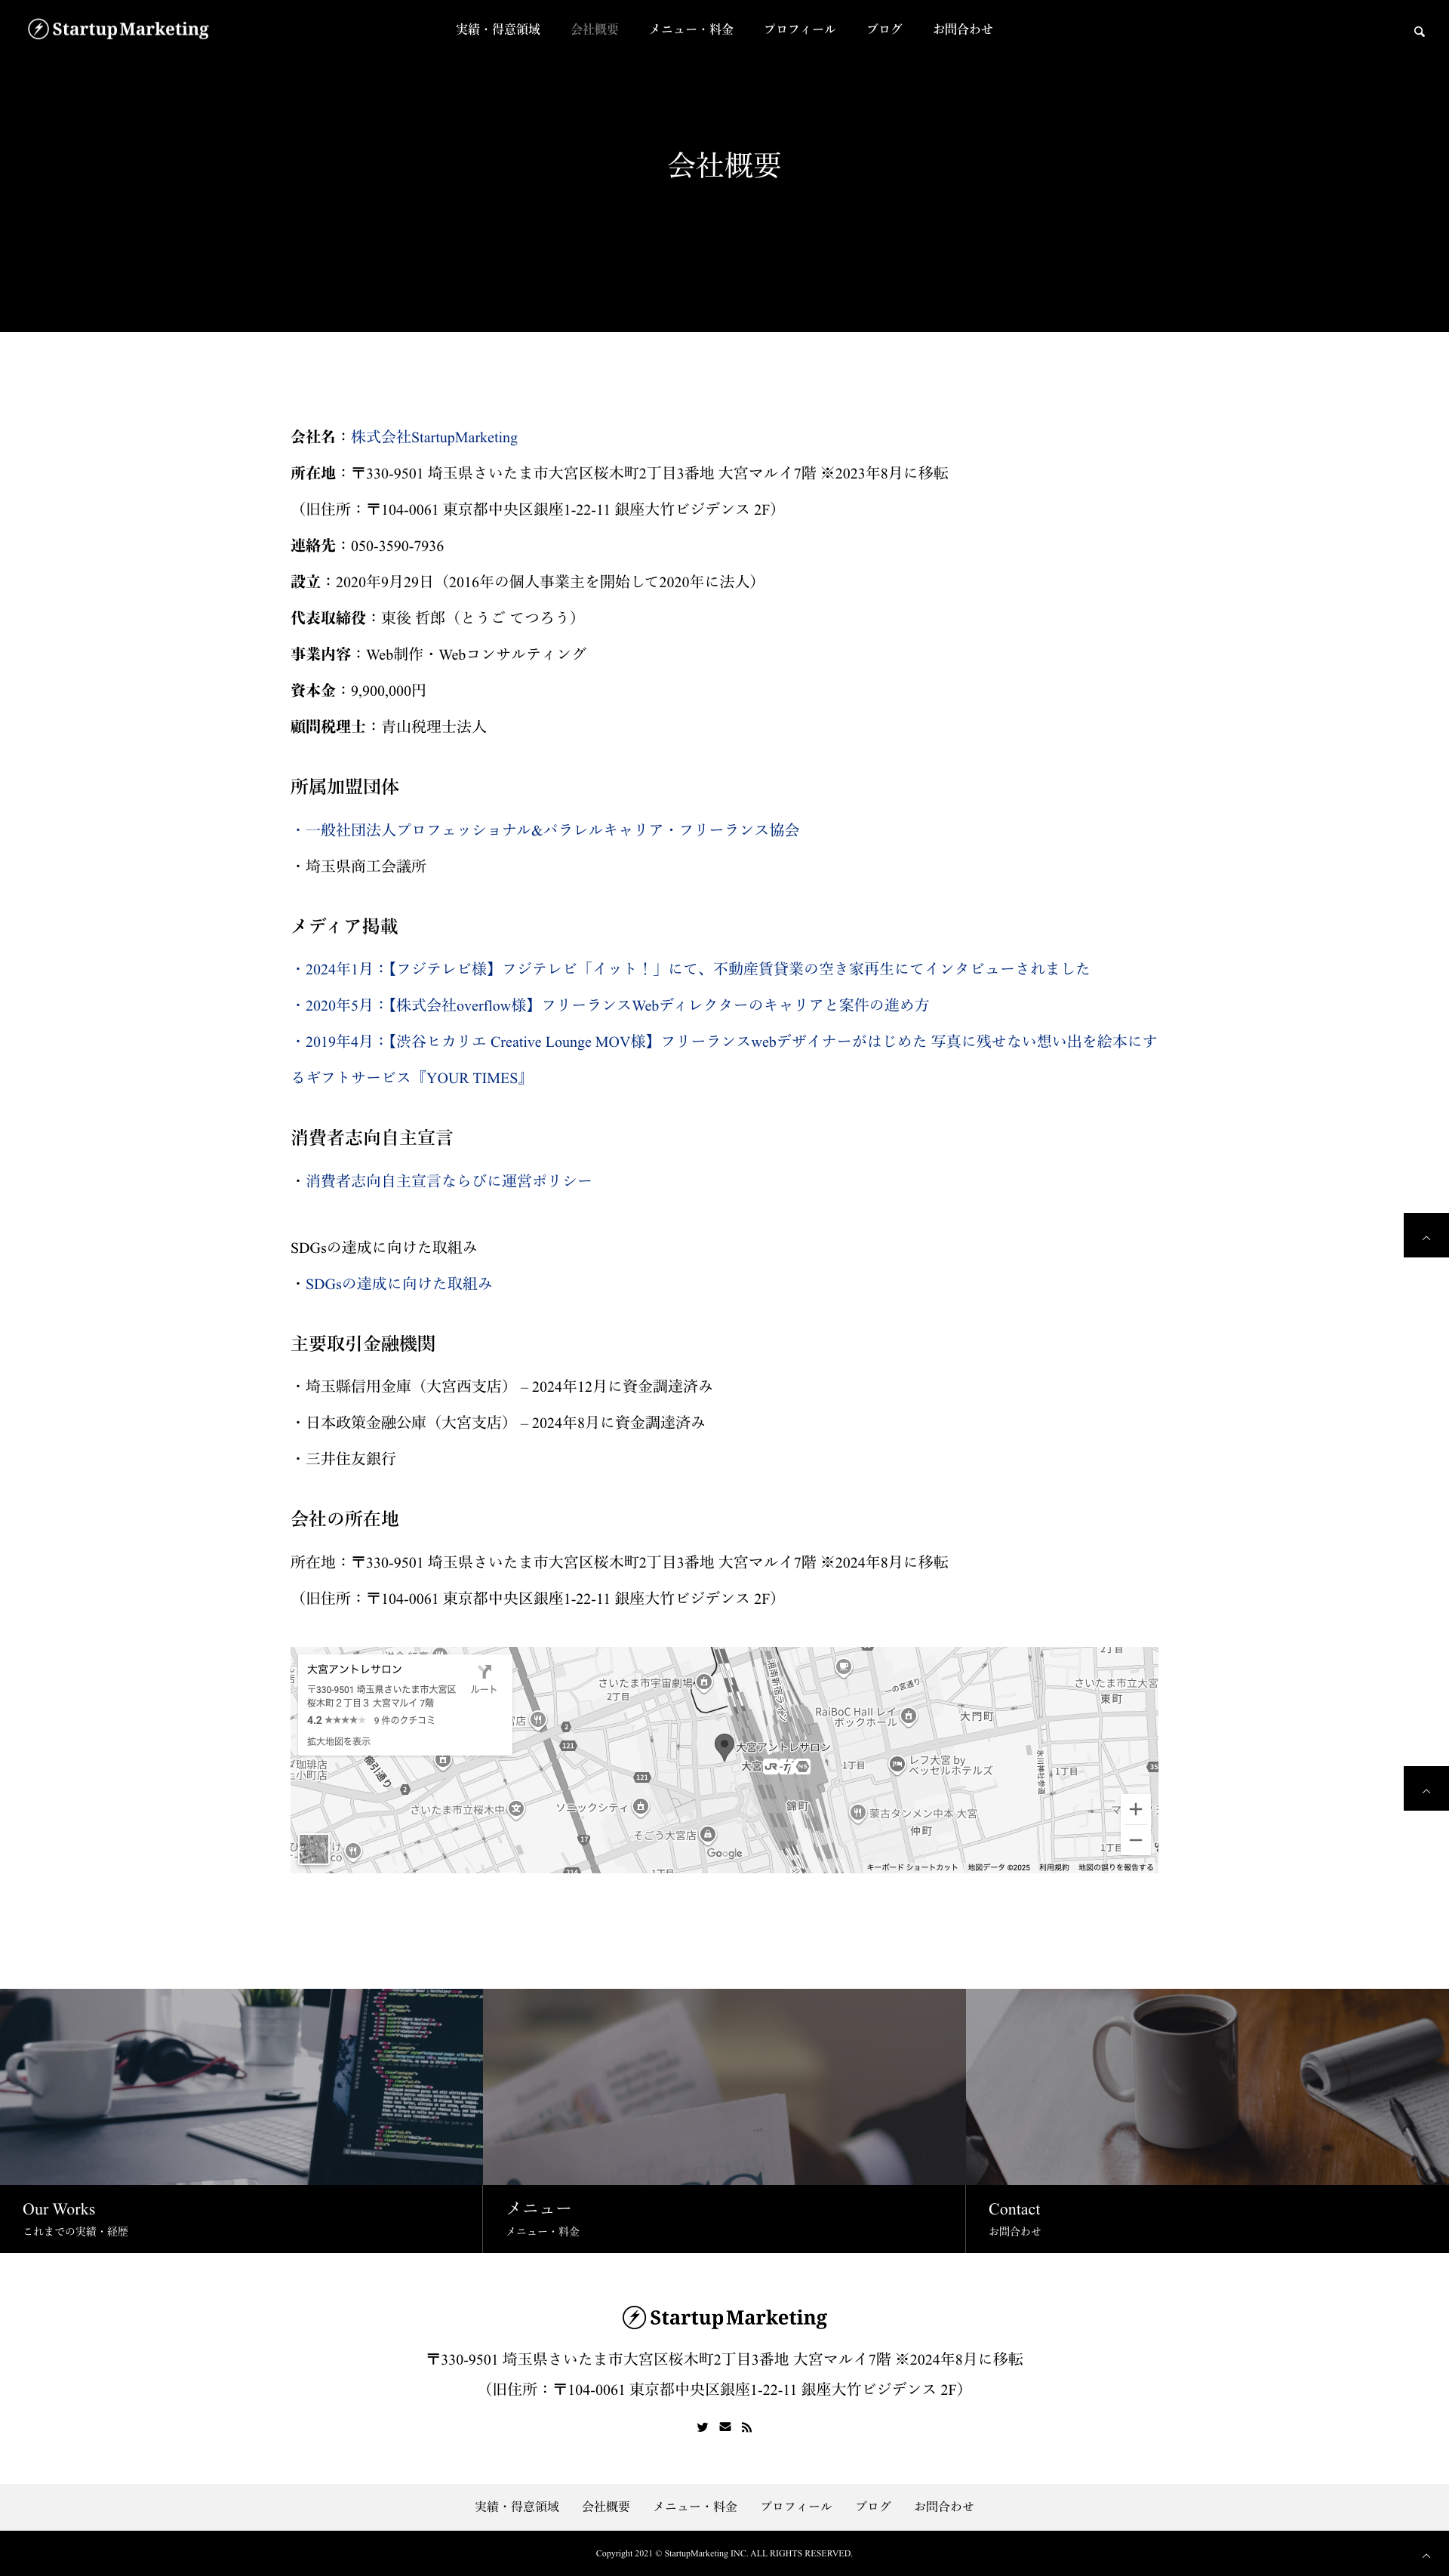 StartupMarketing
実績・得意領域 会社概要 メニュー・料金 プロフィール ブログ お問合わせ
会社概要
会社名：株式会社StartupMarketing
所在地：〒330-9501 埼玉県さいたま市大宮区桜木町2丁目3番地 大宮マルイ7階 ※2023年8月に移転
（旧住所：〒104-0061 東京都中央区銀座1-22-11 銀座大竹ビジデンス 2F）
連絡先：050-3590-7936
設立：2020年9月29日（2016年の個人事業主を開始して2020年に法人）
代表取締役：東後 哲郎（とうご てつろう）
事業内容：Web制作・Webコンサルティング
資本金：9,900,000円
顧問税理士：青山税理士法人
所属加盟団体
・一般社団法人プロフェッショナル&パラレルキャリア・フリーランス協会
・埼玉県商工会議所
メディア掲載
・2024年1月：【フジテレビ様】フジテレビ「イット！」にて、不動産賃貸業の空き家再生にてインタビューされました
・2020年5月：【株式会社overflow様】フリーランスWebディレクターのキャリアと案件の進め方
・2019年4月：【渋谷ヒカリエ Creative Lounge MOV様】フリーランスwebデザイナーがはじめた 写真に残せない想い出を絵本にす
るギフトサービス『YOUR TIMES』
消費者志向自主宣言
・消費者志向自主宣言ならびに運営ポリシー
SDGsの達成に向けた取組み
・SDGsの達成に向けた取組み
主要取引金融機関
・埼玉縣信用金庫（大宮西支店） – 2024年12月に資金調達済み
・日本政策金融公庫（大宮支店） – 2024年8月に資金調達済み
・三井住友銀行
会社の所在地
所在地：〒330-9501 埼玉県さいたま市大宮区桜木町2丁目3番地 大宮マルイ7階 ※2024年8月に移転
（旧住所：〒104-0061 東京都中央区銀座1-22-11 銀座大竹ビジデンス 2F）
大宮アントレサロン
〒330-9501 埼玉県さいたま市大宮区
桜木町２丁目３ 大宮マルイ 7階
ルート
4.2 ★★★★★ 9 件のクチコミ
拡大地図を表示
さいたま市宇宙劇場
2丁目
湘南新宿ライン
一の宮通り
さいたま市立大宮
東町
RaiBoC Hall レイ
ボックホール
大門町
大宮アントレサロン
大宮
1丁目
レフ大宮 by
ベッセルホテルズ
1丁目
氷川神社参道
櫛引通り
さいたま市立桜木中
ソニックシティ
錦町
蒙古タンメン中本 大宮
仲町
そごう大宮店
Google
キーボード ショートカット 地図データ ©2025 利用規約 地図の誤りを報告する
Our Works
これまでの実績・経歴
メニュー
メニュー・料金
Contact
お問合わせ
StartupMarketing
〒330-9501 埼玉県さいたま市大宮区桜木町2丁目3番地 大宮マルイ7階 ※2024年8月に移転
（旧住所：〒104-0061 東京都中央区銀座1-22-11 銀座大竹ビジデンス 2F）
実績・得意領域 会社概要 メニュー・料金 プロフィール ブログ お問合わせ
Copyright 2021 © StartupMarketing INC. ALL RIGHTS RESERVED.